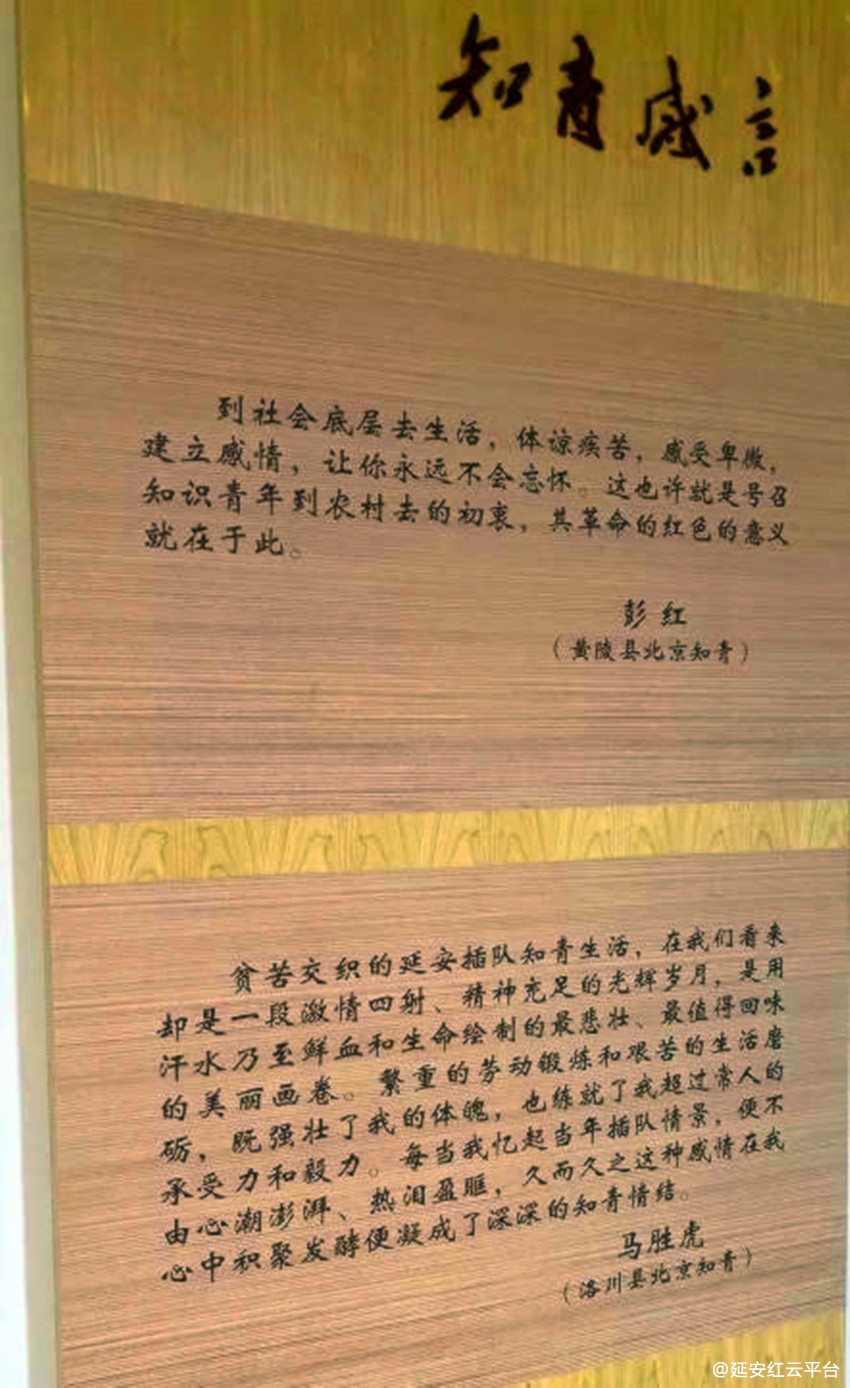 知青感言
到社会底层去生活，体谅疾苦，感受卑微，
建立感情，让你永远不会忘怀。这也许就是号召
知识青年到农村去的初衷，其革命的红色的意义
就在于此。
彭红
（黄陵县北京知青）
贫苦交织的延安插队知青生活，在我们看来
却是一段激情四射、精神充足的光辉岁月，是用
汗水乃至鲜血和生命绘制的最悲壮、最值得回味
的美丽画卷。繁重的劳动锻炼和艰苦的生活磨
砺，既强壮了我的体魄，也练就了我超过常人的
承受力和毅力。每当我忆起当年插队情景，便不
由心潮澎湃、热泪盈眶，久而久之这种感情在我
心中积聚发酵便凝成了深深的知青情结。
马胜虎
（洛川县北京知青）
@延安红云平台